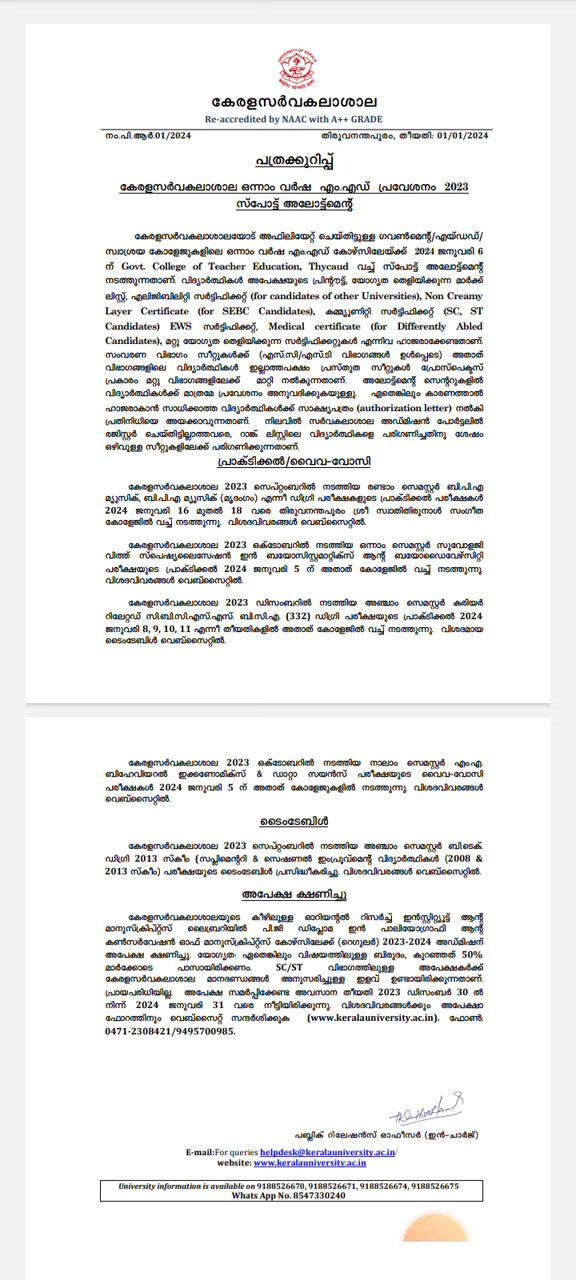 UNIVERSITY OF KERALA
കേരളസർവകലാശാല
Re-accredited by NAAC with A++ GRADE
നം.പി.ആർ.01/2024 തിരുവനന്തപുരം, തീയതി: 01/01/2024
പത്രക്കുറിപ്പ്
കേരളസർവകലാശാല ഒന്നാം വർഷ എം.എഡ് പ്രവേശനം 2023
സ്പോട്ട് അലോട്ട്മെന്റ്
കേരളസർവകലാശാലയോട് അഫിലിയേറ്റ് ചെയ്തിട്ടുള്ള ഗവൺമെന്റ്/എയ്ഡഡ്/
സ്വാശ്രയ കോളേജുകളിലെ ഒന്നാം വർഷ എം.എഡ് കോഴ്സിലേയ്ക്ക് 2024 ജനുവരി 6
ന് Govt. College of Teacher Education, Thycaud വച്ച് സ്പോട്ട് അലോട്ട്മെന്റ്
നടത്തുന്നതാണ്. വിദ്യാർത്ഥികൾ അപേക്ഷയുടെ പ്രിന്റൗട്ട്, യോഗ്യത തെളിയിക്കുന്ന മാർക്ക്
ലിസ്റ്റ്, എലിജിബിലിറ്റി സർട്ടിഫിക്കറ്റ് (for candidates of other Universities), Non Creamy
Layer Certificate (for SEBC Candidates), കമ്മ്യൂണിറ്റി സർട്ടിഫിക്കറ്റ് (SC, ST
Candidates) EWS സർട്ടിഫിക്കറ്റ്, Medical certificate (for Differently Abled
Candidates), മറ്റു യോഗ്യത തെളിയിക്കുന്ന സർട്ടിഫിക്കറ്റുകൾ എന്നിവ ഹാജരാക്കേണ്ടതാണ്.
സംവരണ വിഭാഗം സീറ്റുകൾക്ക് (എസ്.സി/എസ്.ടി വിഭാഗങ്ങൾ ഉൾപ്പെടെ) അതാത്
വിഭാഗങ്ങളിലെ വിദ്യാർത്ഥികൾ ഇല്ലാത്തപക്ഷം പ്രസ്തുത സീറ്റുകൾ പ്രോസ്പെക്ടസ്
പ്രകാരം മറ്റു വിഭാഗങ്ങളിലേക്ക് മാറ്റി നൽകുന്നതാണ്. അലോട്ട്മെന്റ് സെന്ററുകളിൽ
വിദ്യാർത്ഥികൾക്ക് മാത്രമേ പ്രവേശനം അനുവദിക്കുകയുളളൂ. ഏതെങ്കിലും കാരണത്താൽ
ഹാജരാകാൻ സാധിക്കാത്ത വിദ്യാർത്ഥികൾക്ക് സാക്ഷ്യപത്രം (authorization letter) നൽകി
പ്രതിനിധിയെ അയക്കാവുന്നതാണ്. നിലവിൽ സർവകലാശാല അഡ്മിഷൻ പോർട്ടലിൽ
രജിസ്റ്റർ ചെയ്തിട്ടില്ലാത്തവരെ, റാങ്ക് ലിസ്റ്റിലെ വിദ്യാർത്ഥികളെ പരിഗണിച്ചതിനു ശേഷം
ഒഴിവുള്ള സീറ്റുകളിലേക്ക് പരിഗണിക്കുന്നതാണ്.
പ്രാക്ടിക്കൽ/വൈവ-വോസി
കേരളസർവകലാശാല 2023 സെപ്റ്റംബറിൽ നടത്തിയ രണ്ടാം സെമസ്റ്റർ ബി.പി.എ
മ്യൂസിക്, ബി.പി.എ മ്യൂസിക് (മൃദംഗം) എന്നീ ഡിഗ്രി പരീക്ഷകളുടെ പ്രാക്ടിക്കൽ പരീക്ഷകൾ
2024 ജനുവരി 16 മുതൽ 18 വരെ തിരുവനന്തപുരം ശ്രീ സ്വാതിതിരുനാൾ സംഗീത
കോളേജിൽ വച്ച് നടത്തുന്നു. വിശദവിവരങ്ങൾ വെബ്സൈറ്റിൽ.
കേരളസർവകലാശാല 2023 ഒക്ടോബറിൽ നടത്തിയ ഒന്നാം സെമസ്റ്റർ സുവോളജി
വിത്ത് സ്പെഷ്യലൈസേഷൻ ഇൻ ബയോസിസ്റ്റമാറ്റിക്സ് ആന്റ് ബയോഡൈവേഴ്സിറ്റി
പരീക്ഷയുടെ പ്രാക്ടിക്കൽ 2024 ജനുവരി 5 ന് അതാത് കോളേജിൽ വച്ച് നടത്തുന്നു.
വിശദവിവരങ്ങൾ വെബ്സൈറ്റിൽ.
കേരളസർവകലാശാല 2023 ഡിസംബറിൽ നടത്തിയ അഞ്ചാം സെമസ്റ്റർ കരിയർ
റിലേറ്റഡ് സി.ബി.സി.എസ്.എസ്. ബി.സി.എ. (332) ഡിഗ്രി പരീക്ഷയുടെ പ്രാക്ടിക്കൽ 2024
ജനുവരി 8, 9, 10, 11 എന്നീ തീയതികളിൽ അതാത് കോളേജിൽ വച്ച് നടത്തുന്നു. വിശദമായ
ടൈംടേബിൾ വെബ്സൈറ്റിൽ.
കേരളസർവകലാശാല 2023 ഒക്ടോബറിൽ നടത്തിയ നാലാം സെമസ്റ്റർ എം.എ.
ബിഹേവിയറൽ ഇക്കണോമിക്സ് & ഡാറ്റാ സയൻസ് പരീക്ഷയുടെ വൈവ-വോസി
പരീക്ഷകൾ 2024 ജനുവരി 5 ന് അതാത് കോളേജുകളിൽ നടത്തുന്നു. വിശദവിവരങ്ങൾ
വെബ്സൈറ്റിൽ.
ടൈംടേബിൾ
കേരളസർവകലാശാല 2023 സെപ്റ്റംബറിൽ നടത്തിയ അഞ്ചാം സെമസ്റ്റർ ബി.ടെക്.
ഡിഗ്രി 2013 സ്കീം (സപ്ലിമെന്ററി & സെഷണൽ ഇംപ്രൂവ്മെന്റ് വിദ്യാർത്ഥികൾ (2008 &
2013 സ്കീം) പരീക്ഷയുടെ ടൈംടേബിൾ പ്രസിദ്ധീകരിച്ചു. വിശദവിവരങ്ങൾ വെബ്സൈറ്റിൽ.
അപേക്ഷ ക്ഷണിച്ചു
കേരളസർവകലാശാലയുടെ കീഴിലുള്ള ഓറിയന്റൽ റിസർച്ച് ഇൻസ്റ്റിറ്റ്യൂട്ട് ആന്റ്
മാനുസ്ക്രിപ്റ്റ്സ് ലൈബ്രറിയിൽ പി.ജി ഡിപ്ലോമ ഇൻ പാലിയോഗ്രാഫി ആന്റ്
കൺസർവേഷൻ ഓഫ് മാനുസ്ക്രിപ്റ്റ്സ് കോഴ്സിലേക്ക് (റെഗുലർ) 2023-2024 അഡ്മിഷന്
അപേക്ഷ ക്ഷണിച്ചു. യോഗ്യത: ഏതെങ്കിലും വിഷയത്തിലുള്ള ബിരുദം, കുറഞ്ഞത് 50%
മാർക്കോടെ പാസായിരിക്കണം. SC/ST വിഭാഗത്തിലുള്ള അപേക്ഷകർക്ക്
കേരളസർവകലാശാല മാനദണ്ഡങ്ങൾ അനുസരിച്ചുള്ള ഇളവ് ഉണ്ടായിരിക്കുന്നതാണ്.
പ്രായപരിധിയില്ല. അപേക്ഷ സമർപ്പിക്കേണ്ട അവസാന തീയതി 2023 ഡിസംബർ 30 ൽ
നിന്ന് 2024 ജനുവരി 31 വരെ നീട്ടിയിരിക്കുന്നു. വിശദവിവരങ്ങൾക്കും അപേക്ഷാ
ഫോറത്തിനും വെബ്സൈറ്റ് സന്ദർശിക്കുക (www.keralauniversity.ac.in). ഫോൺ:
0471-2308421/9495700985.
പബ്ലിക് റിലേഷൻസ് ഓഫീസർ (ഇൻ-ചാർജ്)
E-mail:For queries helpdesk@keralauniversity.ac.in/
website: www.keralauniversity.ac.in
University information is available on 9188526670, 9188526671, 9188526674, 9188526675
Whats App No. 8547330240